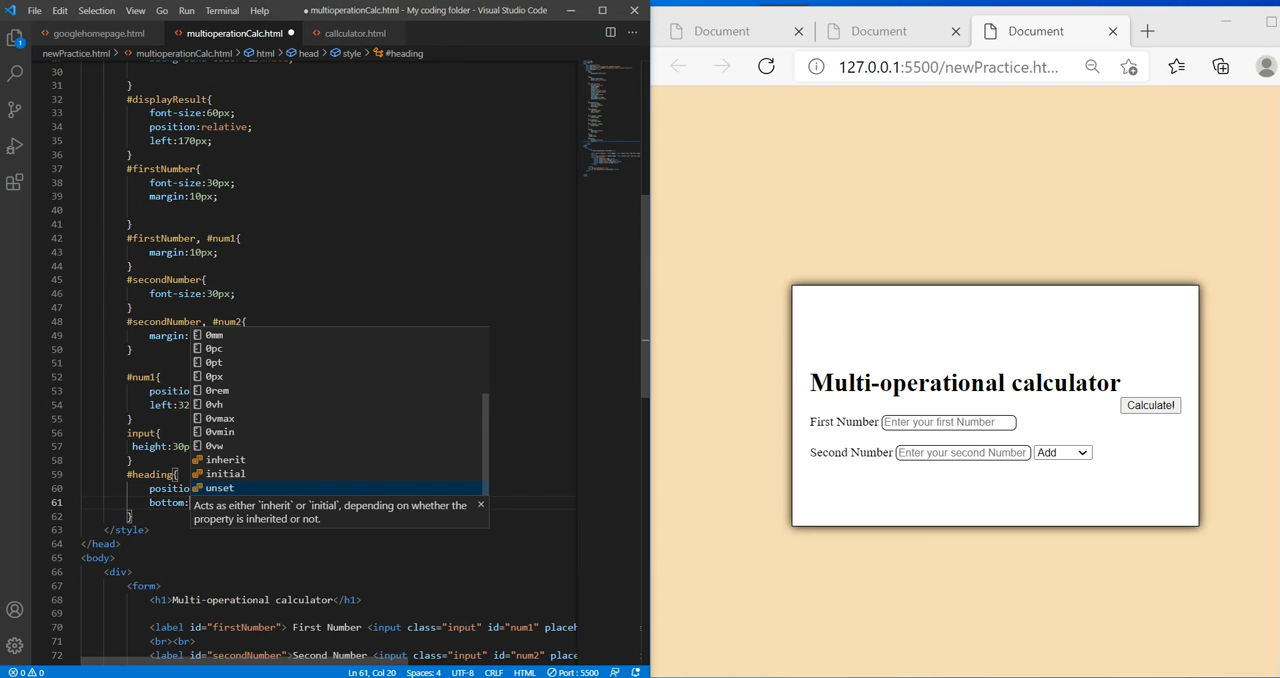 File Edit Selection View Go Run Terminal Help ● multioperationCalc.html - My coding folder - Visual Studio Code
googlehomepage.html multioperationCalc.html callculator.html
newPractice.html > multioperationCalc.html > html > head > style > #heading
30
31 }
32 #displayResult{
33 font-size:60px;
34 position:relative;
35 left:170px;
36 }
37 #firstNumber{
38 font-size:30px;
39 margin:10px;
40
41 }
42 #firstNumber, #num1{
43 margin:10px;
44 }
45 #secondNumber{
46 font-size:30px;
47 }
48 #secondNumber, #num2{
49 margin:
50 }
51
52 #num1{
53 positio
54 left:32
55 }
56 input{
57 height:30p
58 }
59 #heading{
60 positio
61 bottom:
62 }
63 </style>
64 </head>
65 <body>
66 <div>
67 <form>
68 <h1>Multi-operational calculator</h1>
69
70 <label id="firstNumber"> First Number <input class="input" id="num1" placeh
71 <br><br>
72 <label id="secondNumber">Second Number <input class="input" id="num2" place
0mm
0pc
0pt
0px
0rem
0vh
0vmax
0vmin
0vw
inherit
initial
unset
Acts as either `inherit` or `initial`, depending on whether the
property is inherited or not.
1
0 0 Ln 61, Col 20 Spaces: 4 UTF-8 CRLF HTML Port : 5500
Document Document Document
127.0.0.1:5500/newPractice.ht...
Multi-operational calculator
Calculate!
First Number Enter your first Number
Second Number Enter your second Number Add